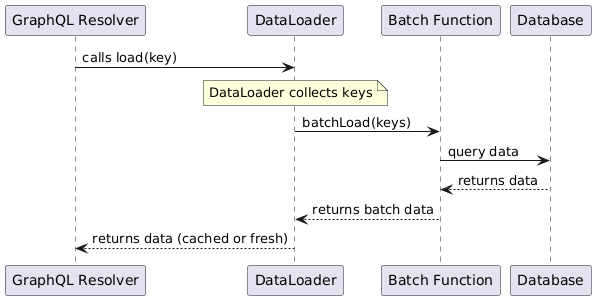 GraphQL Resolver DataLoader Batch Function Database
calls load(key)
DataLoader collects keys
batchLoad(keys)
query data
returns data
returns batch data
returns data (cached or fresh)
GraphQL Resolver DataLoader Batch Function Database